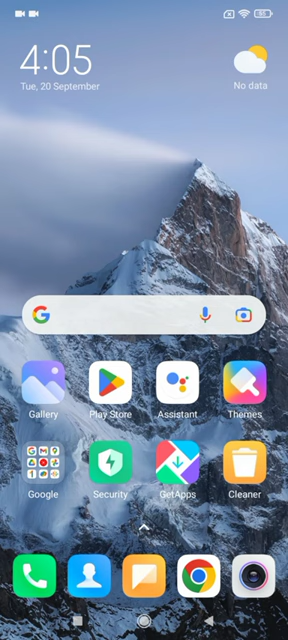 4:05
Tue, 20 September
No data
Gallery
Play Store
Assistant
Themes
Google
Security
GetApps
Cleaner